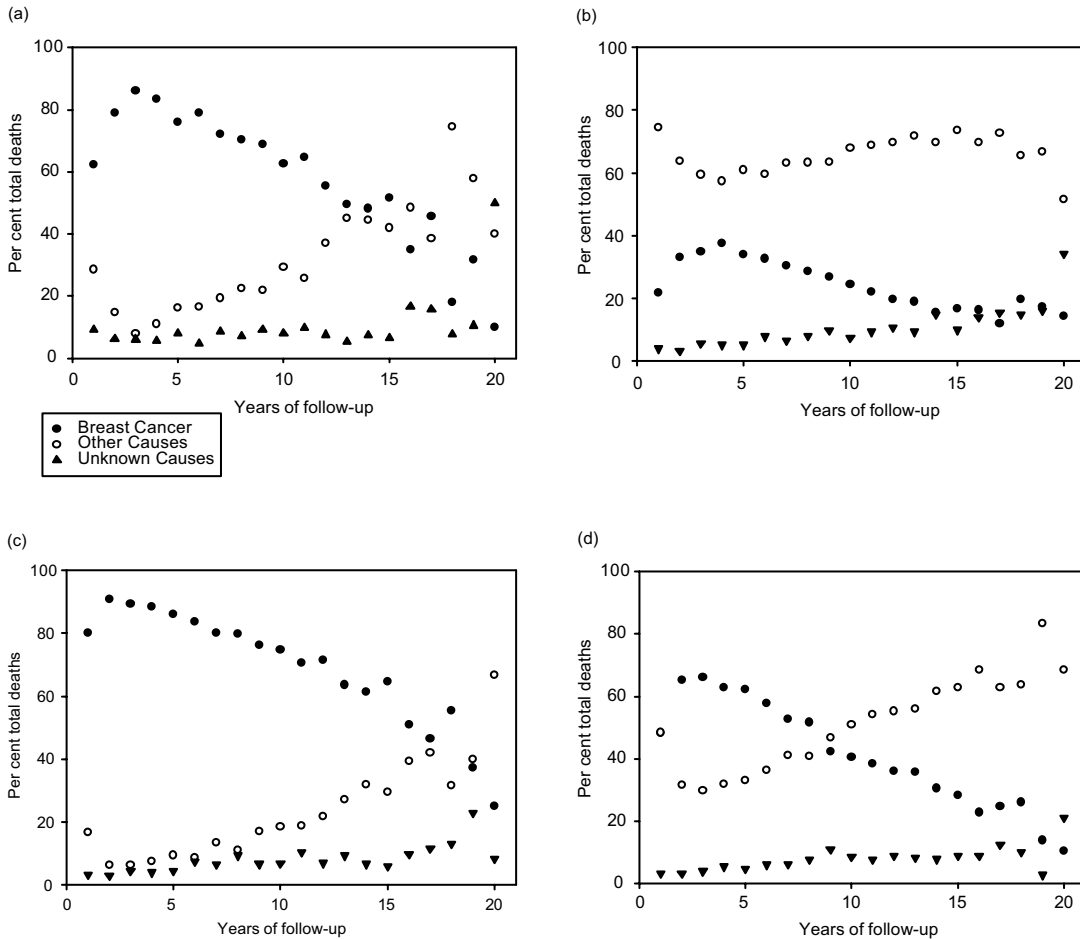 (a)
100
80
60
40
20
0
Per cent total deaths
0 5 10 15 20
Years of follow-up
Breast Cancer
Other Causes
Unknown Causes
(b)
100
80
60
40
20
0
Per cent total deaths
0 5 10 15 20
Years of follow-up
(c)
100
80
60
40
20
0
Per cent total deaths
0 5 10 15 20
Years of follow-up
(d)
100
80
60
40
20
0
Per cent total deaths
0 5 10 15 20
Years of follow-up